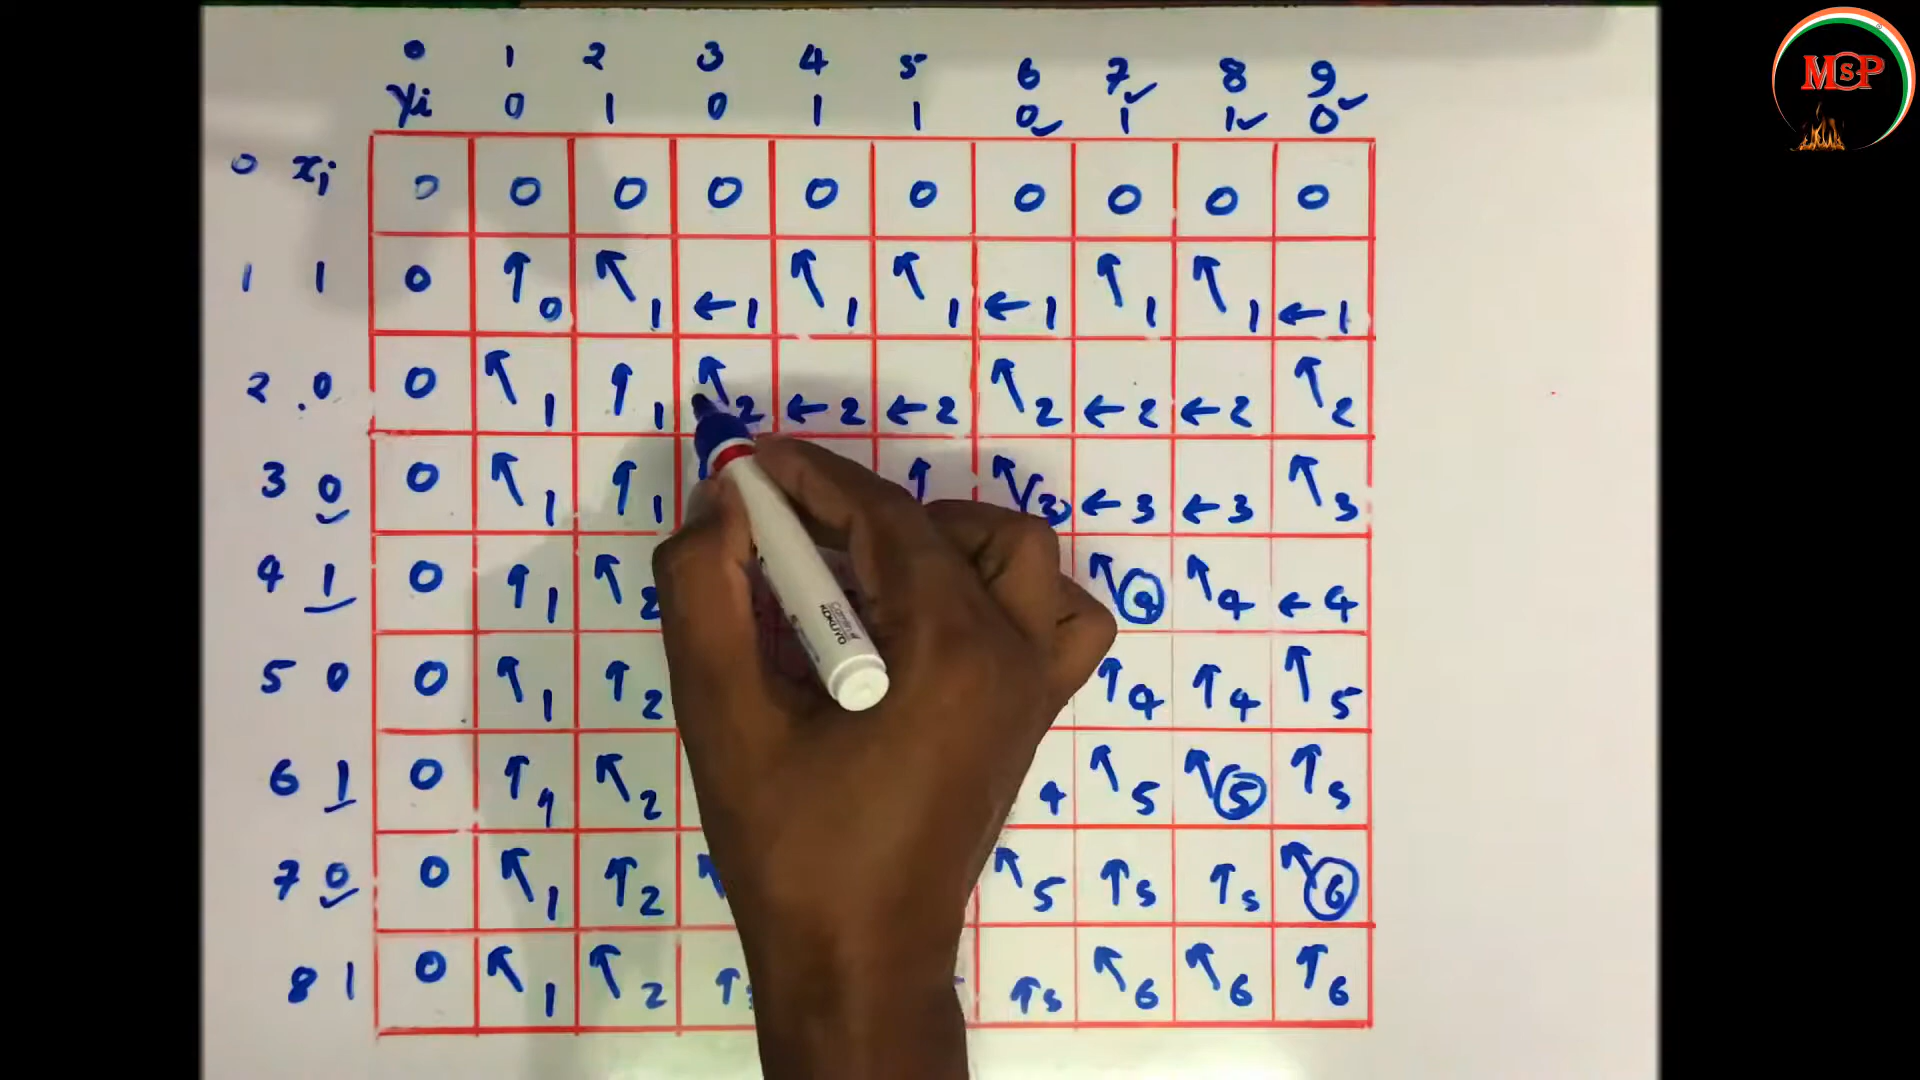 MSP
0 1 2 3 4 5 6 7 8 9
yi 0 1 0 1 1 0 1 1 0
0 xi 0 0 0 0 0 0 0 0 0 0
1 1 0 ↑0 ↖1 ←1 ↖1 ↖1 ←1 ↖1 ↖1 ←1
2 0 0 ↖1 ↑1 ↖2 ←2 ←2 ↖2 ←2 ←2 ↖2
3 0 0 ↖1 ↑1 ↑ ↖3 ←3 ←3 ↖3
4 1 0 ↑1 ↖2 ↖4 ↖4 ←4
5 0 0 ↖1 ↑2 ↑4 ↑4 ↖5
6 1 0 ↑1 ↖2 4 ↖5 ↖5 ↑5
7 0 0 ↖1 ↑2 ↖ ↖5 ↑5 ↑5 ↖6
8 1 0 ↖1 ↖2 ↑ ↑5 ↖6 ↖6 ↑6
Camlin
KOKUYO